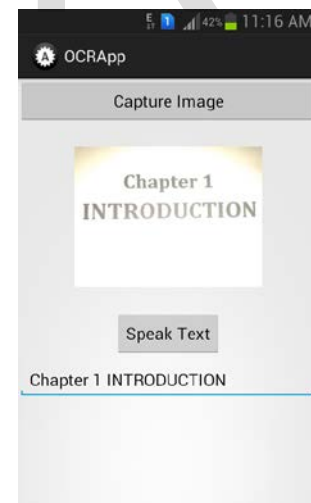 42% 11:16 AM
OCRApp
Capture Image
Chapter 1
INTRODUCTION
Speak Text
Chapter 1 INTRODUCTION